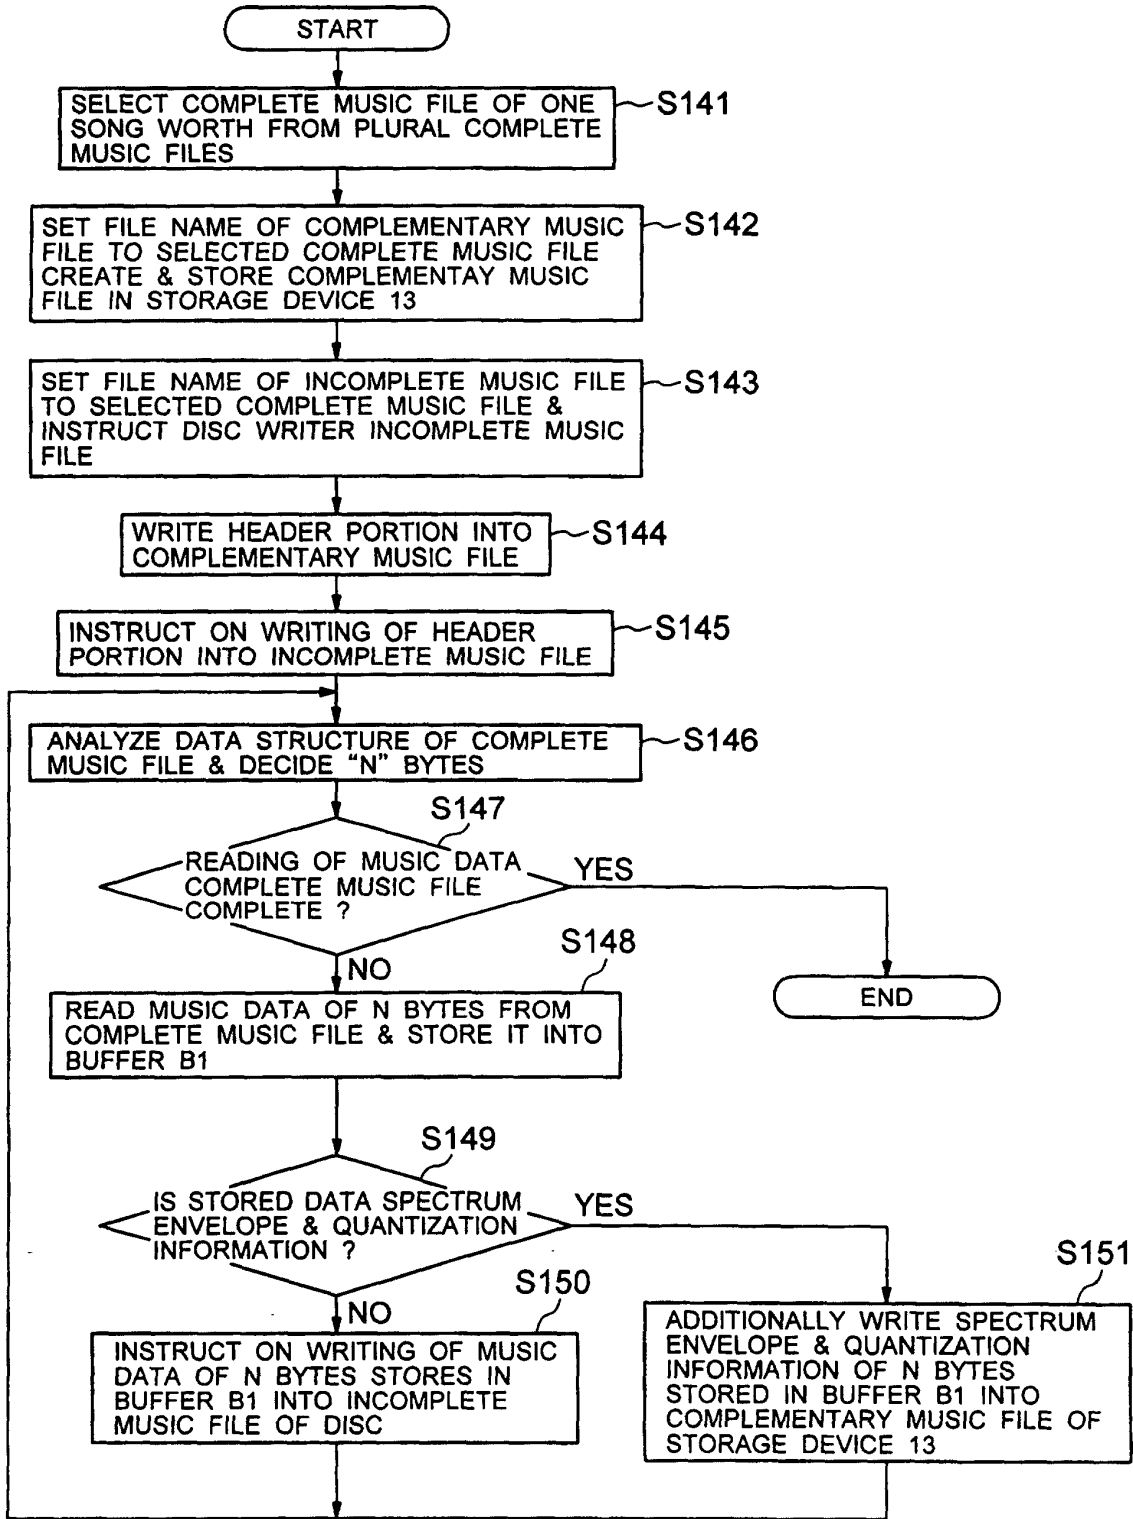 START
SELECT COMPLETE MUSIC FILE OF ONE
SONG WORTH FROM PLURAL COMPLETE
MUSIC FILES
S141
SET FILE NAME OF COMPLEMENTARY MUSIC
FILE TO SELECTED COMPLETE MUSIC FILE
CREATE & STORE COMPLEMENTAY MUSIC
FILE IN STORAGE DEVICE 13
S142
SET FILE NAME OF INCOMPLETE MUSIC FILE
TO SELECTED COMPLETE MUSIC FILE &
INSTRUCT DISC WRITER INCOMPLETE MUSIC
FILE
S143
WRITE HEADER PORTION INTO
COMPLEMENTARY MUSIC FILE
S144
INSTRUCT ON WRITING OF HEADER
PORTION INTO INCOMPLETE MUSIC FILE
S145
ANALYZE DATA STRUCTURE OF COMPLETE
MUSIC FILE & DECIDE "N" BYTES
S146
S147
READING OF MUSIC DATA
COMPLETE MUSIC FILE
COMPLETE ?
YES
NO
END
S148
READ MUSIC DATA OF N BYTES FROM
COMPLETE MUSIC FILE & STORE IT INTO
BUFFER B1
S149
IS STORED DATA SPECTRUM
ENVELOPE & QUANTIZATION
INFORMATION ?
YES
NO
S150
INSTRUCT ON WRITING OF MUSIC
DATA OF N BYTES STORES IN
BUFFER B1 INTO INCOMPLETE
MUSIC FILE OF DISC
S151
ADDITIONALLY WRITE SPECTRUM
ENVELOPE & QUANTIZATION
INFORMATION OF N BYTES
STORED IN BUFFER B1 INTO
COMPLEMENTARY MUSIC FILE OF
STORAGE DEVICE 13